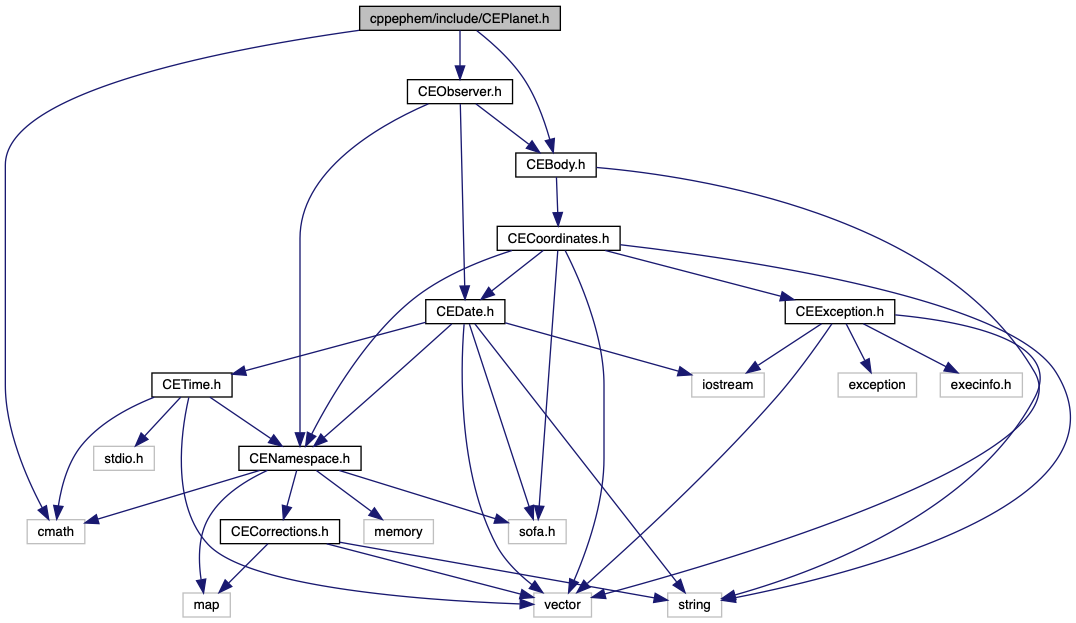 cppephem/include/CEPlanet.h
CEObserver.h
CEBody.h
CECoordinates.h
CEDate.h
CEException.h
CETime.h
iostream
exception
execinfo.h
stdio.h
CENamespace.h
cmath
CECorrections.h
memory
sofa.h
map
vector
string